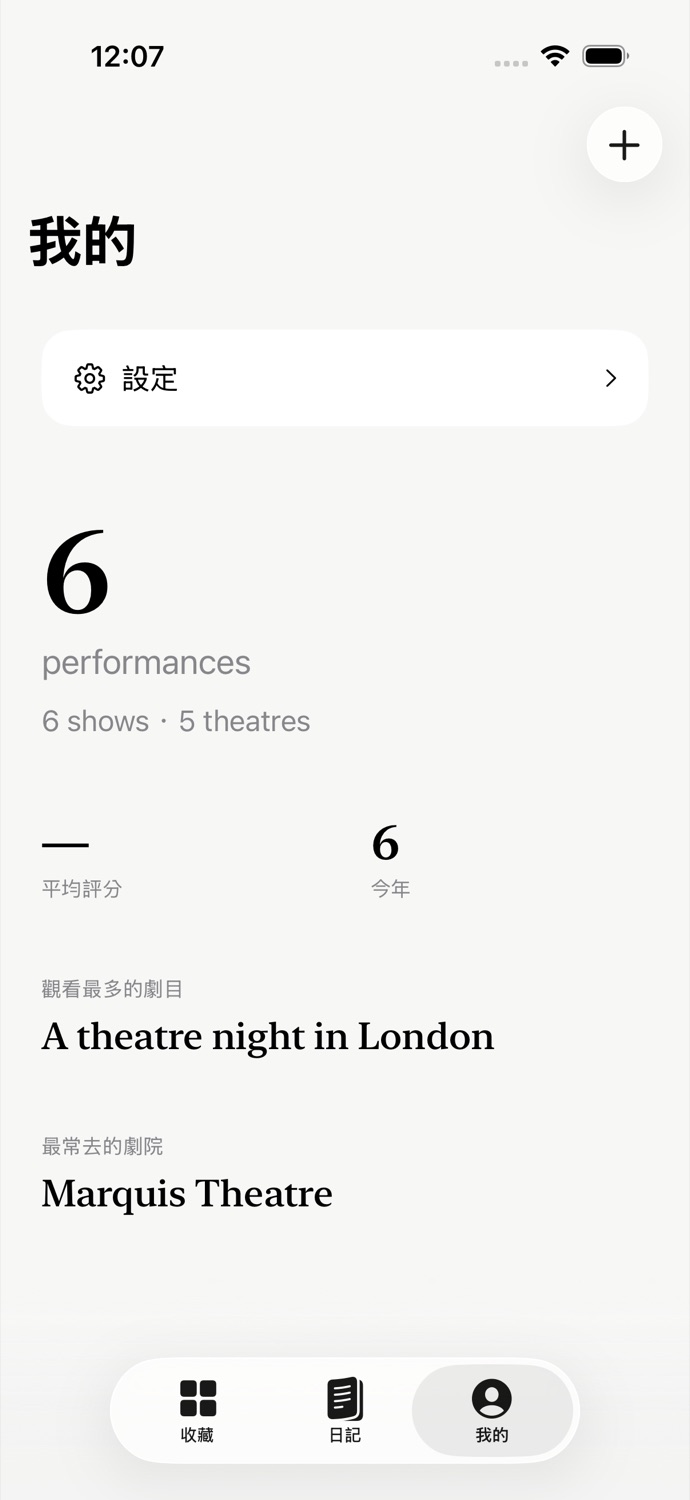 12:07
我的
設定
6
performances
6 shows · 5 theatres
—
6
平均評分
今年
觀看最多的劇目
A theatre night in London
最常去的劇院
Marquis Theatre
收藏
日記
我的